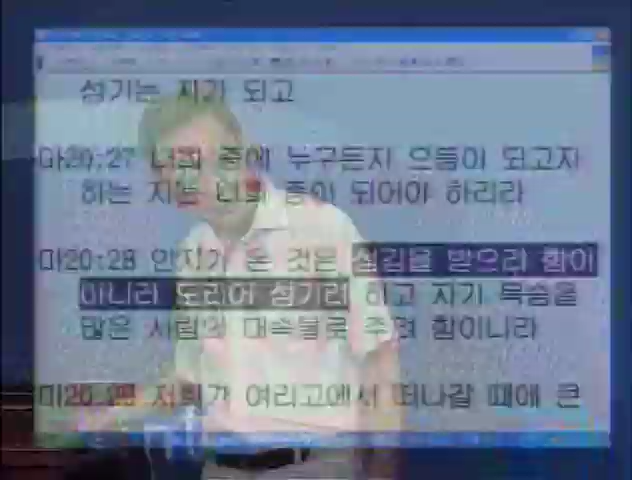 섬기는 자가 되고
마20:27 너희 중에 누구든지 으뜸이 되고자
하는 자는 너희 종이 되어야 하리라
마20:28 인자가 온 것은 섬김을 받으려 함이
아니라 도리어 섬기려 하고 자기 목숨을
많은 사람의 대속물로 주려 함이니라
마20:29 저희가 여리고에서 떠나갈 때에 큰